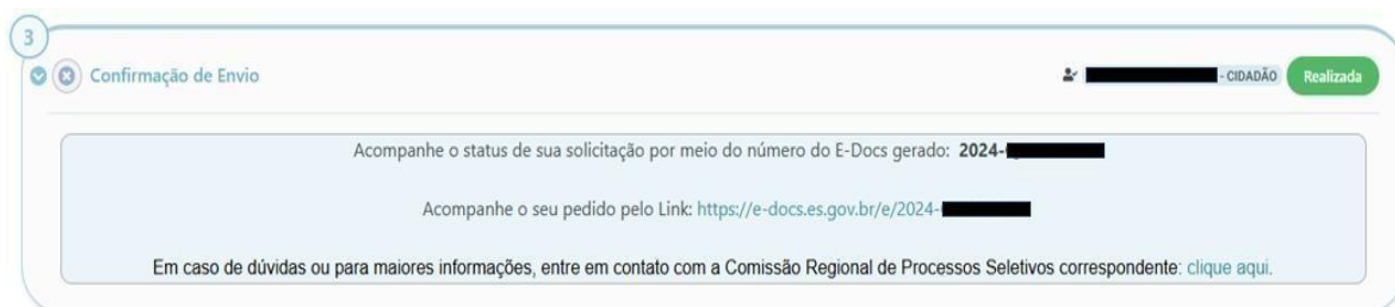 3
Confirmação de Envio
- CIDADÃO
Realizada
Acompanhe o status de sua solicitação por meio do número do E-Docs gerado: 2024-
Acompanhe o seu pedido pelo Link: https://e-docs.es.gov.br/e/2024-
Em caso de dúvidas ou para maiores informações, entre em contato com a Comissão Regional de Processos Seletivos correspondente: clique aqui.